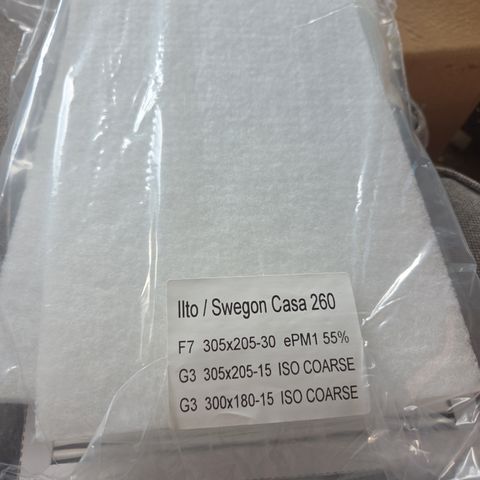 Ilto / Swegon Casa 260
F7 305x205-30 ePM1 55%
G3 305x205-15 ISO COARSE
G3 300x180-15 ISO COARSE